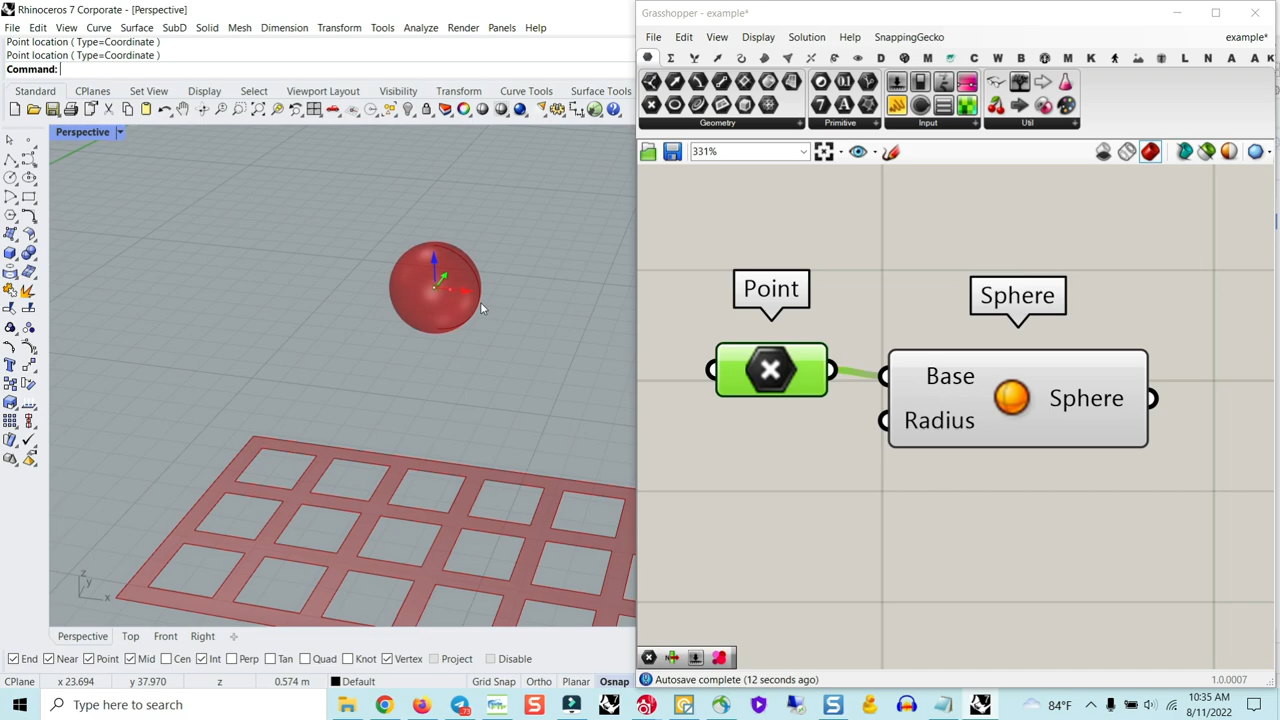 Rhinoceros 7 Corporate - [Perspective]
File Edit View Curve Surface SubD Solid Mesh Dimension Transform Tools Analyze Render Panels Help
Point location ( Type=Coordinate )
Point location ( Type=Coordinate )
Command:
Standard CPlanes Set View Display Select Viewport Layout Visibility Transform Curve Tools Surface Tools
Perspective
z
y
x
Perspective Top Front Right
End Near Point Mid Cen Int Perp Tan Quad Knot Vertex Project Disable
CPlane x 23.694 y 37.970 z 0.574 m Default Grid Snap Ortho Planar Osnap
Grasshopper - example*
File Edit View Display Solution Help SnappingGecko example*
D M C W B N M K L N A A K
Geometry Primitive Input Util
331%
Point
Sphere
Base
Radius
Sphere
Autosave complete (12 seconds ago) 1.0.0007
Type here to search
84°F
10:35 AM
8/11/2022